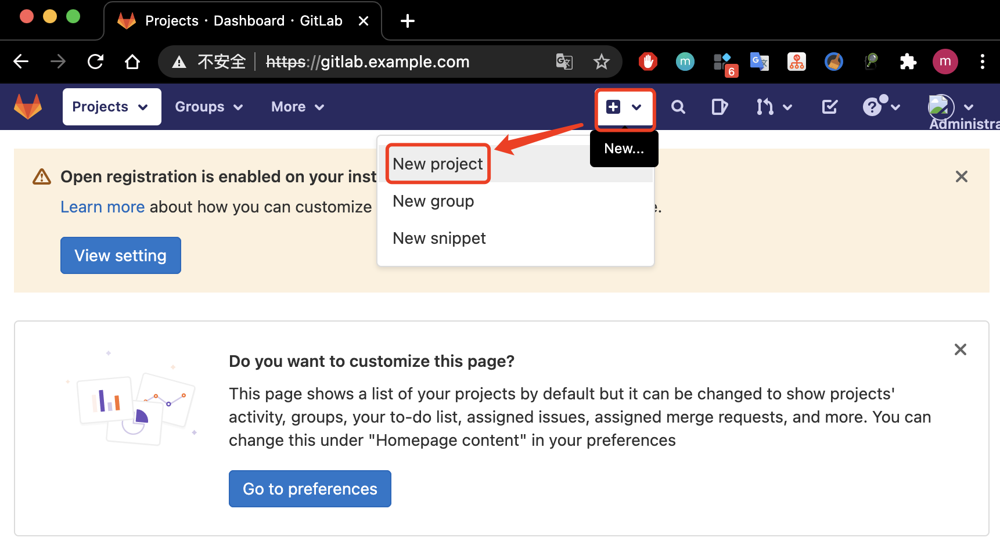 Projects · Dashboard · GitLab
不安全 https://gitlab.example.com
m
6
m
Projects
Groups
More
Administra
New...
New project
New group
New snippet
Open registration is enabled on your inst
Learn more about how you can customize
e.
View setting
Do you want to customize this page?
This page shows a list of your projects by default but it can be changed to show projects'
activity, groups, your to-do list, assigned issues, assigned merge requests, and more. You can
change this under "Homepage content" in your preferences
Go to preferences